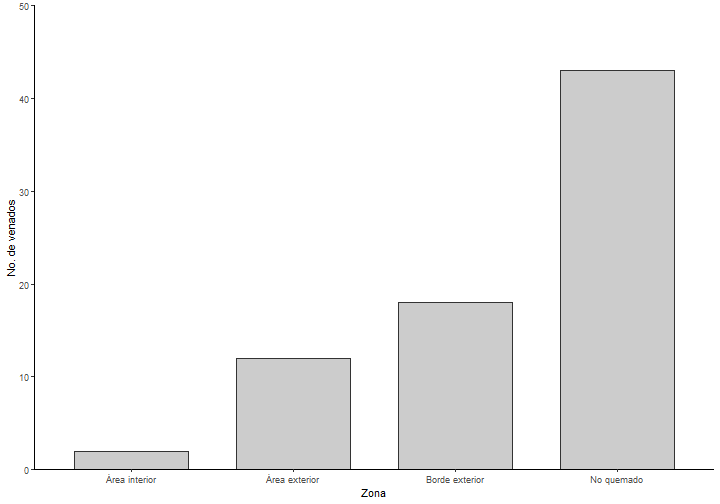 50
40
30
20
10
0
No. de venados
Área interior
Área exterior
Borde exterior
No quemado
Zona